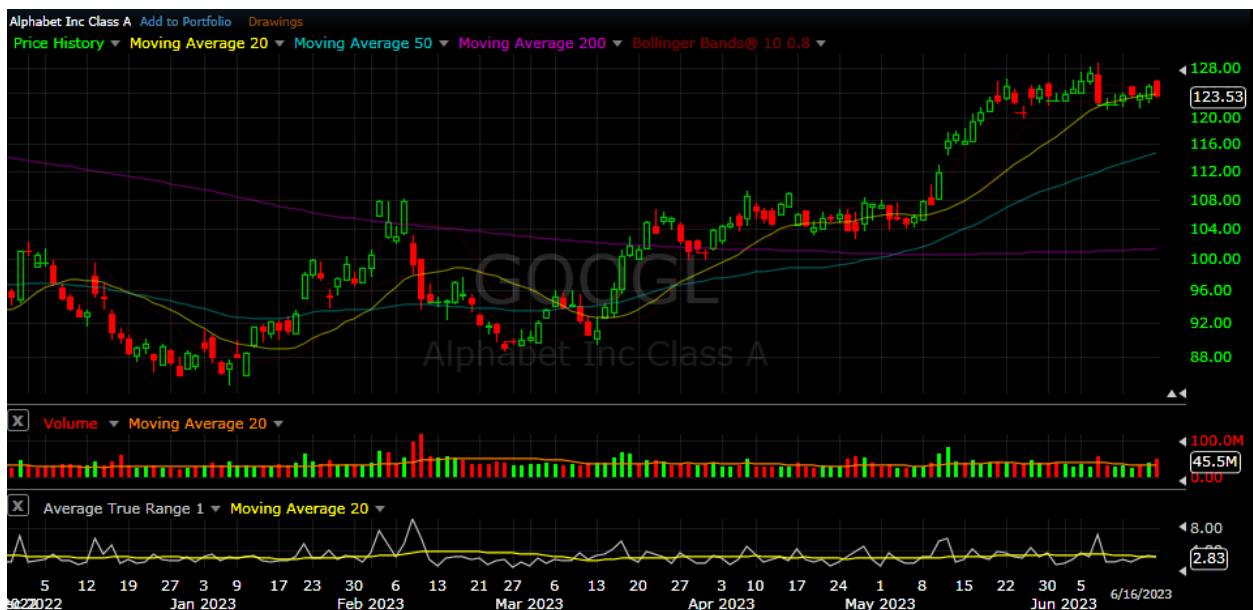 Alphabet Inc Class A Add to Portfolio Drawings
Price History Moving Average 20 Moving Average 50 Moving Average 200 Bollinger Bands® 10 0.8
128.00
123.53
120.00
116.00
112.00
108.00
104.00
GOOGL
100.00
96.00
92.00
Alphabet Inc Class A
88.00
X Volume Moving Average 20
100.0M
45.5M
0.00
X Average True Range 1 Moving Average 20
8.00
2.83
5 12 19 27 3 9 17 23 30 6 13 21 27 6 13 20 27 3 10 17 24 1 8 15 22 30 5
2022 Jan 2023 Feb 2023 Mar 2023 Apr 2023 May 2023 Jun 2023 6/16/2023